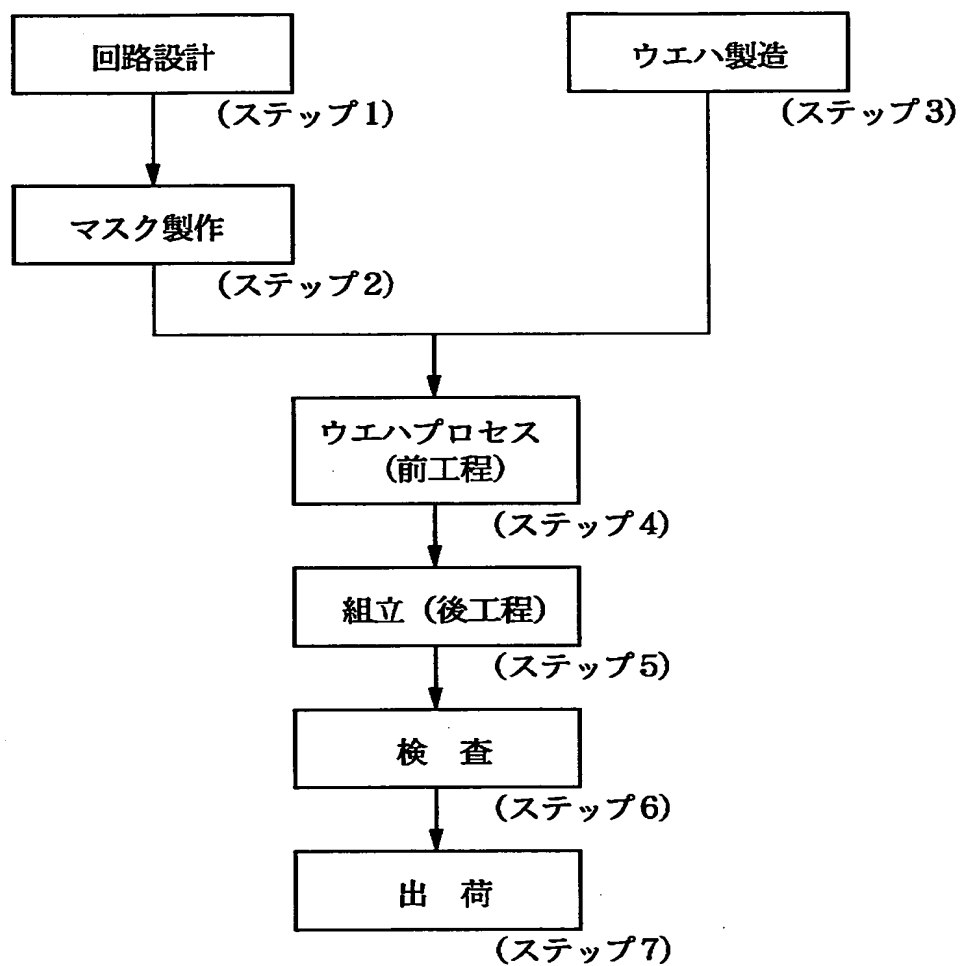 回路設計
(ステップ1)
ウエハ製造
(ステップ3)
マスク製作
(ステップ2)
ウエハプロセス
(前工程)
(ステップ4)
組立(後工程)
(ステップ5)
検 査
(ステップ6)
出 荷
(ステップ7)